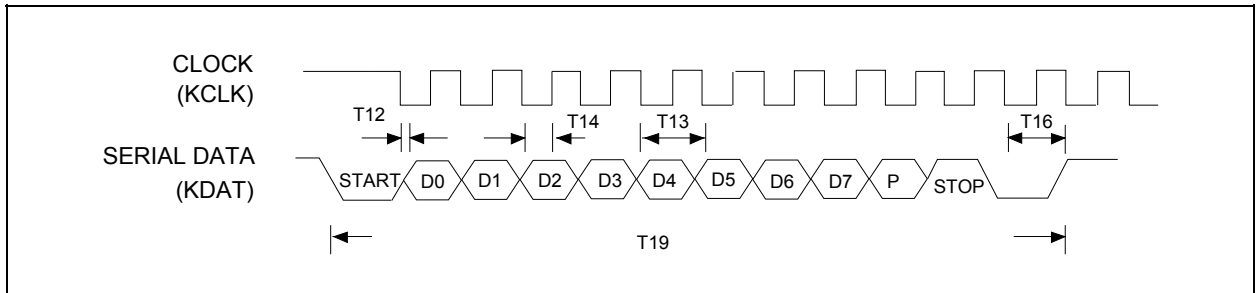 CLOCK
(KCLK)
T12
T14
T13
T16
SERIAL DATA
(KDAT)
START
D0
D1
D2
D3
D4
D5
D6
D7
P
STOP
T19